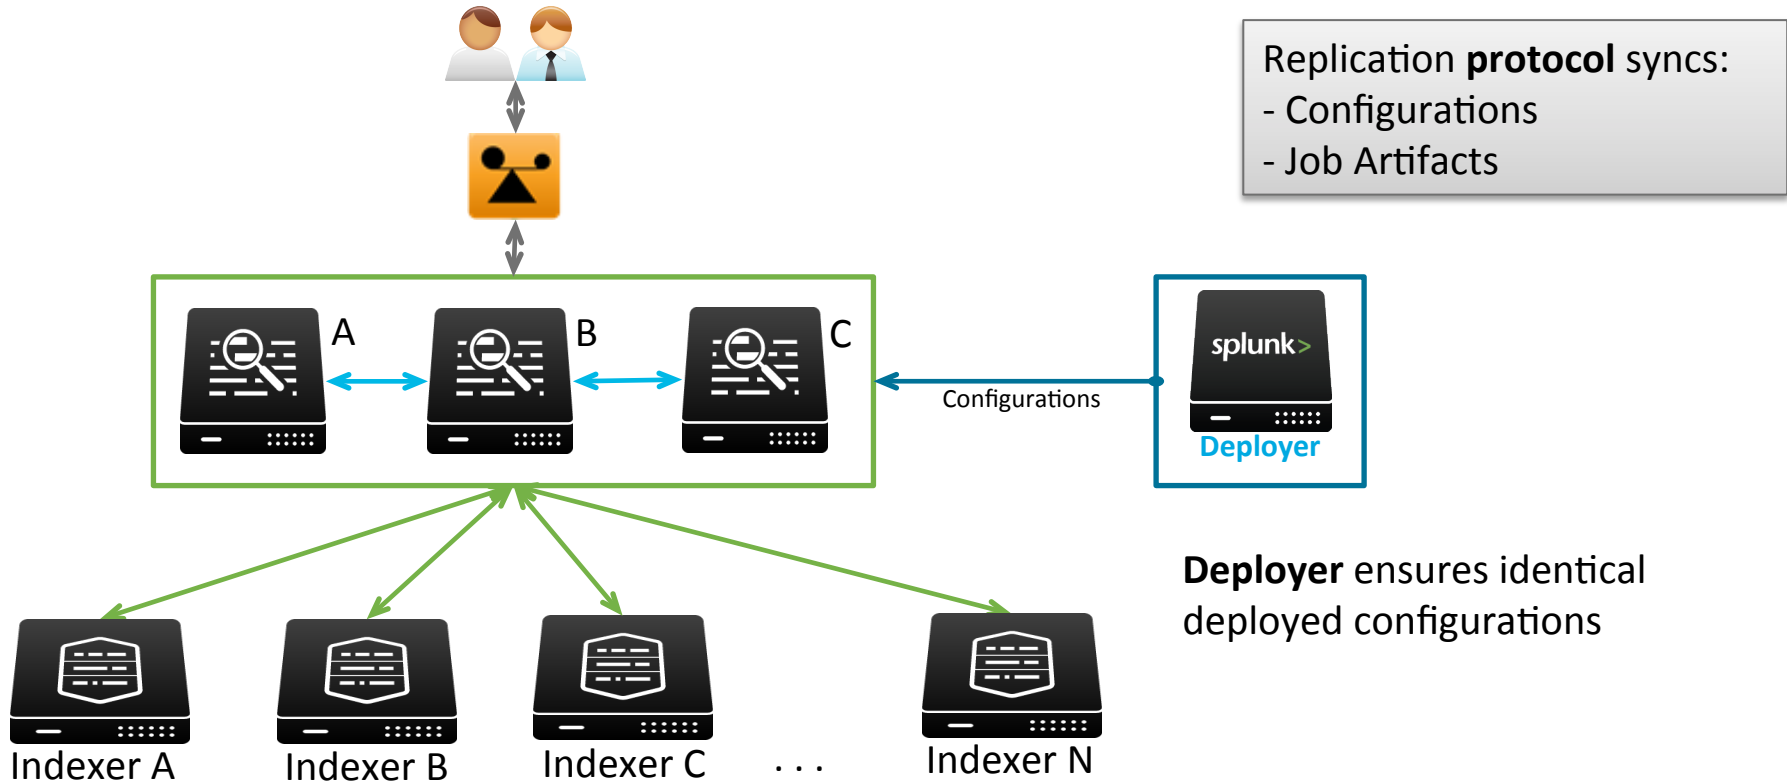 Replication protocol syncs:
- Configurations
- Job Artifacts
A
B
C
splunk>
Configurations
Deployer
Deployer ensures identical
deployed configurations
Indexer A
Indexer B
Indexer C
. . .
Indexer N